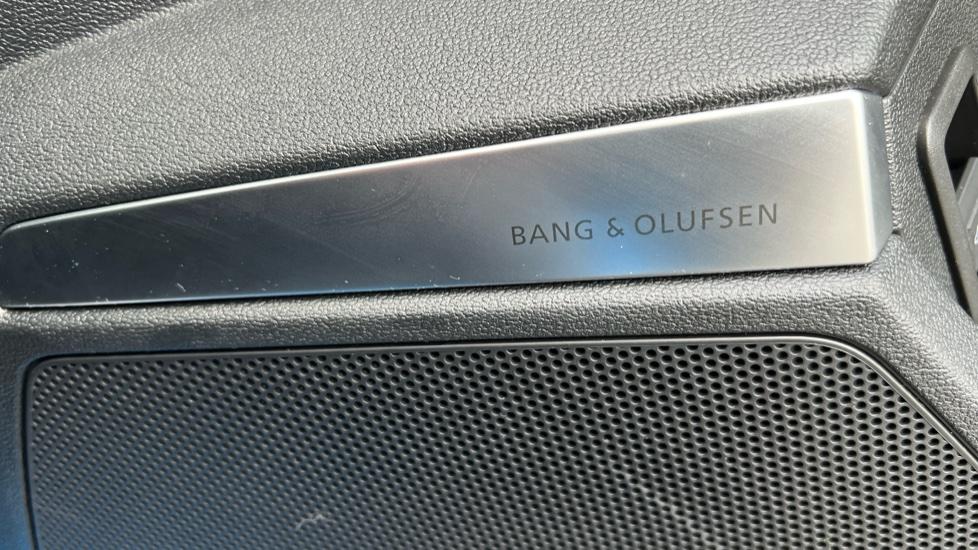 BANG & OLUFSEN